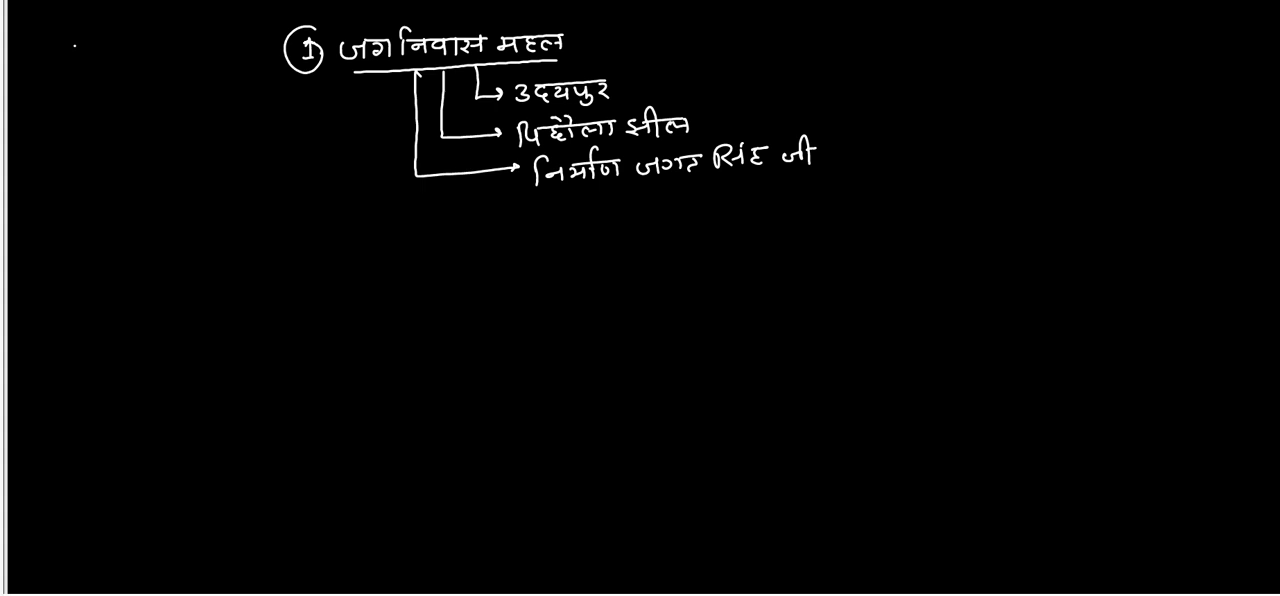 ① जग निवास महल
उदयपुर
पिछौला झील
निर्माण जगत सिंह जी